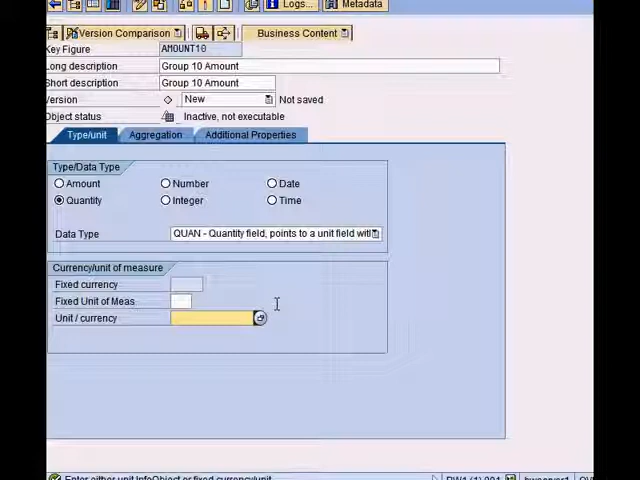 Logs... Metadata
Version Comparison Business Content
Key Figure AMOUNT10
Long description Group 10 Amount
Short description Group 10 Amount
Version New Not saved
Object status Inactive, not executable
Type/unit Aggregation Additional Properties
Type/Data Type
Amount Number Date
Quantity Integer Time
Data Type QUAN - Quantity field, points to a unit field wit
Currency/unit of measure
Fixed currency
Fixed Unit of Meas
Unit / currency
Enter either unit InfoObject or fixed currency/unit